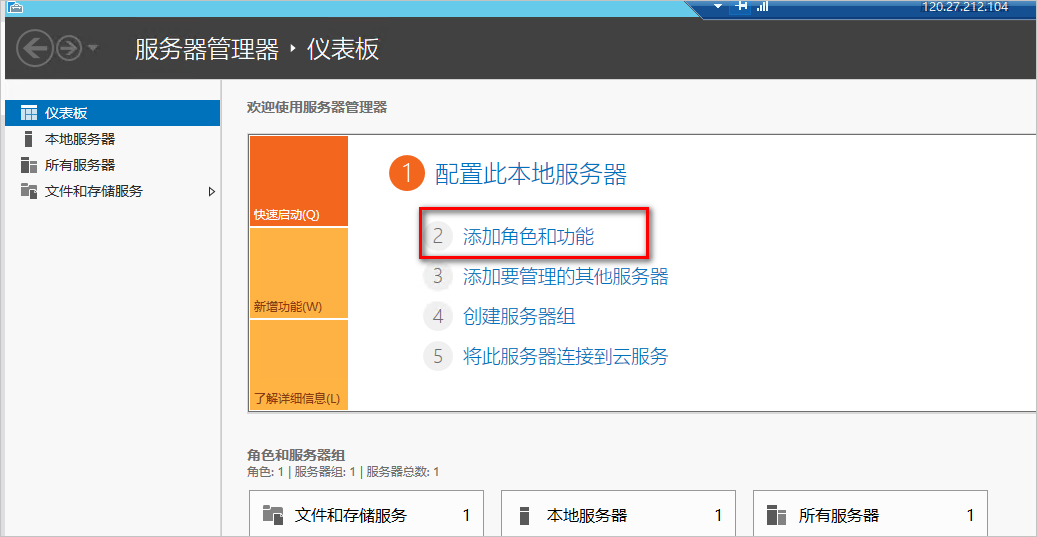 120.27.212.104
服务器管理器 · 仪表板
仪表板
本地服务器
所有服务器
文件和存储服务
欢迎使用服务器管理器
快速启动(Q)
新增功能(W)
了解详细信息(L)
1 配置此本地服务器
2 添加角色和功能
3 添加要管理的其他服务器
4 创建服务器组
5 将此服务器连接到云服务
角色和服务器组
角色: 1 | 服务器组: 1 | 服务器总数: 1
文件和存储服务 1
本地服务器 1
所有服务器 1